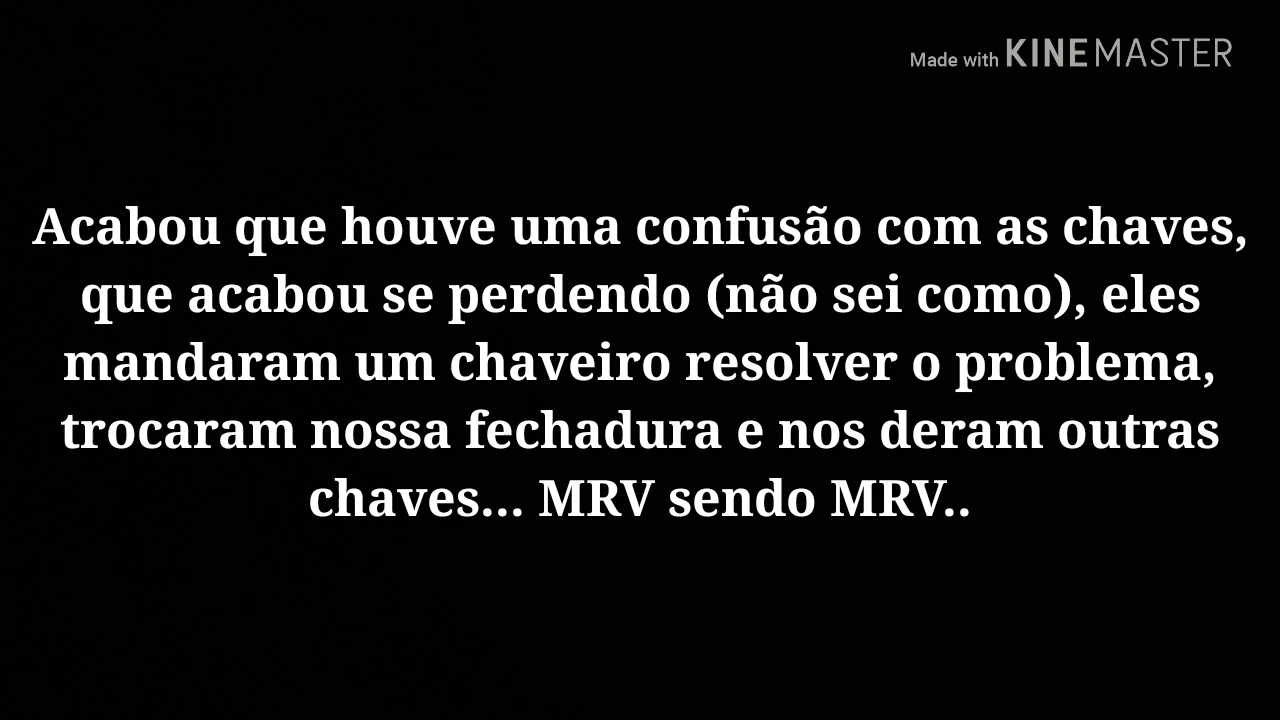 Made with KINEMASTER
Acabou que houve uma confusão com as chaves,
que acabou se perdendo (não sei como), eles
mandaram um chaveiro resolver o problema,
trocaram nossa fechadura e nos deram outras
chaves... MRV sendo MRV..